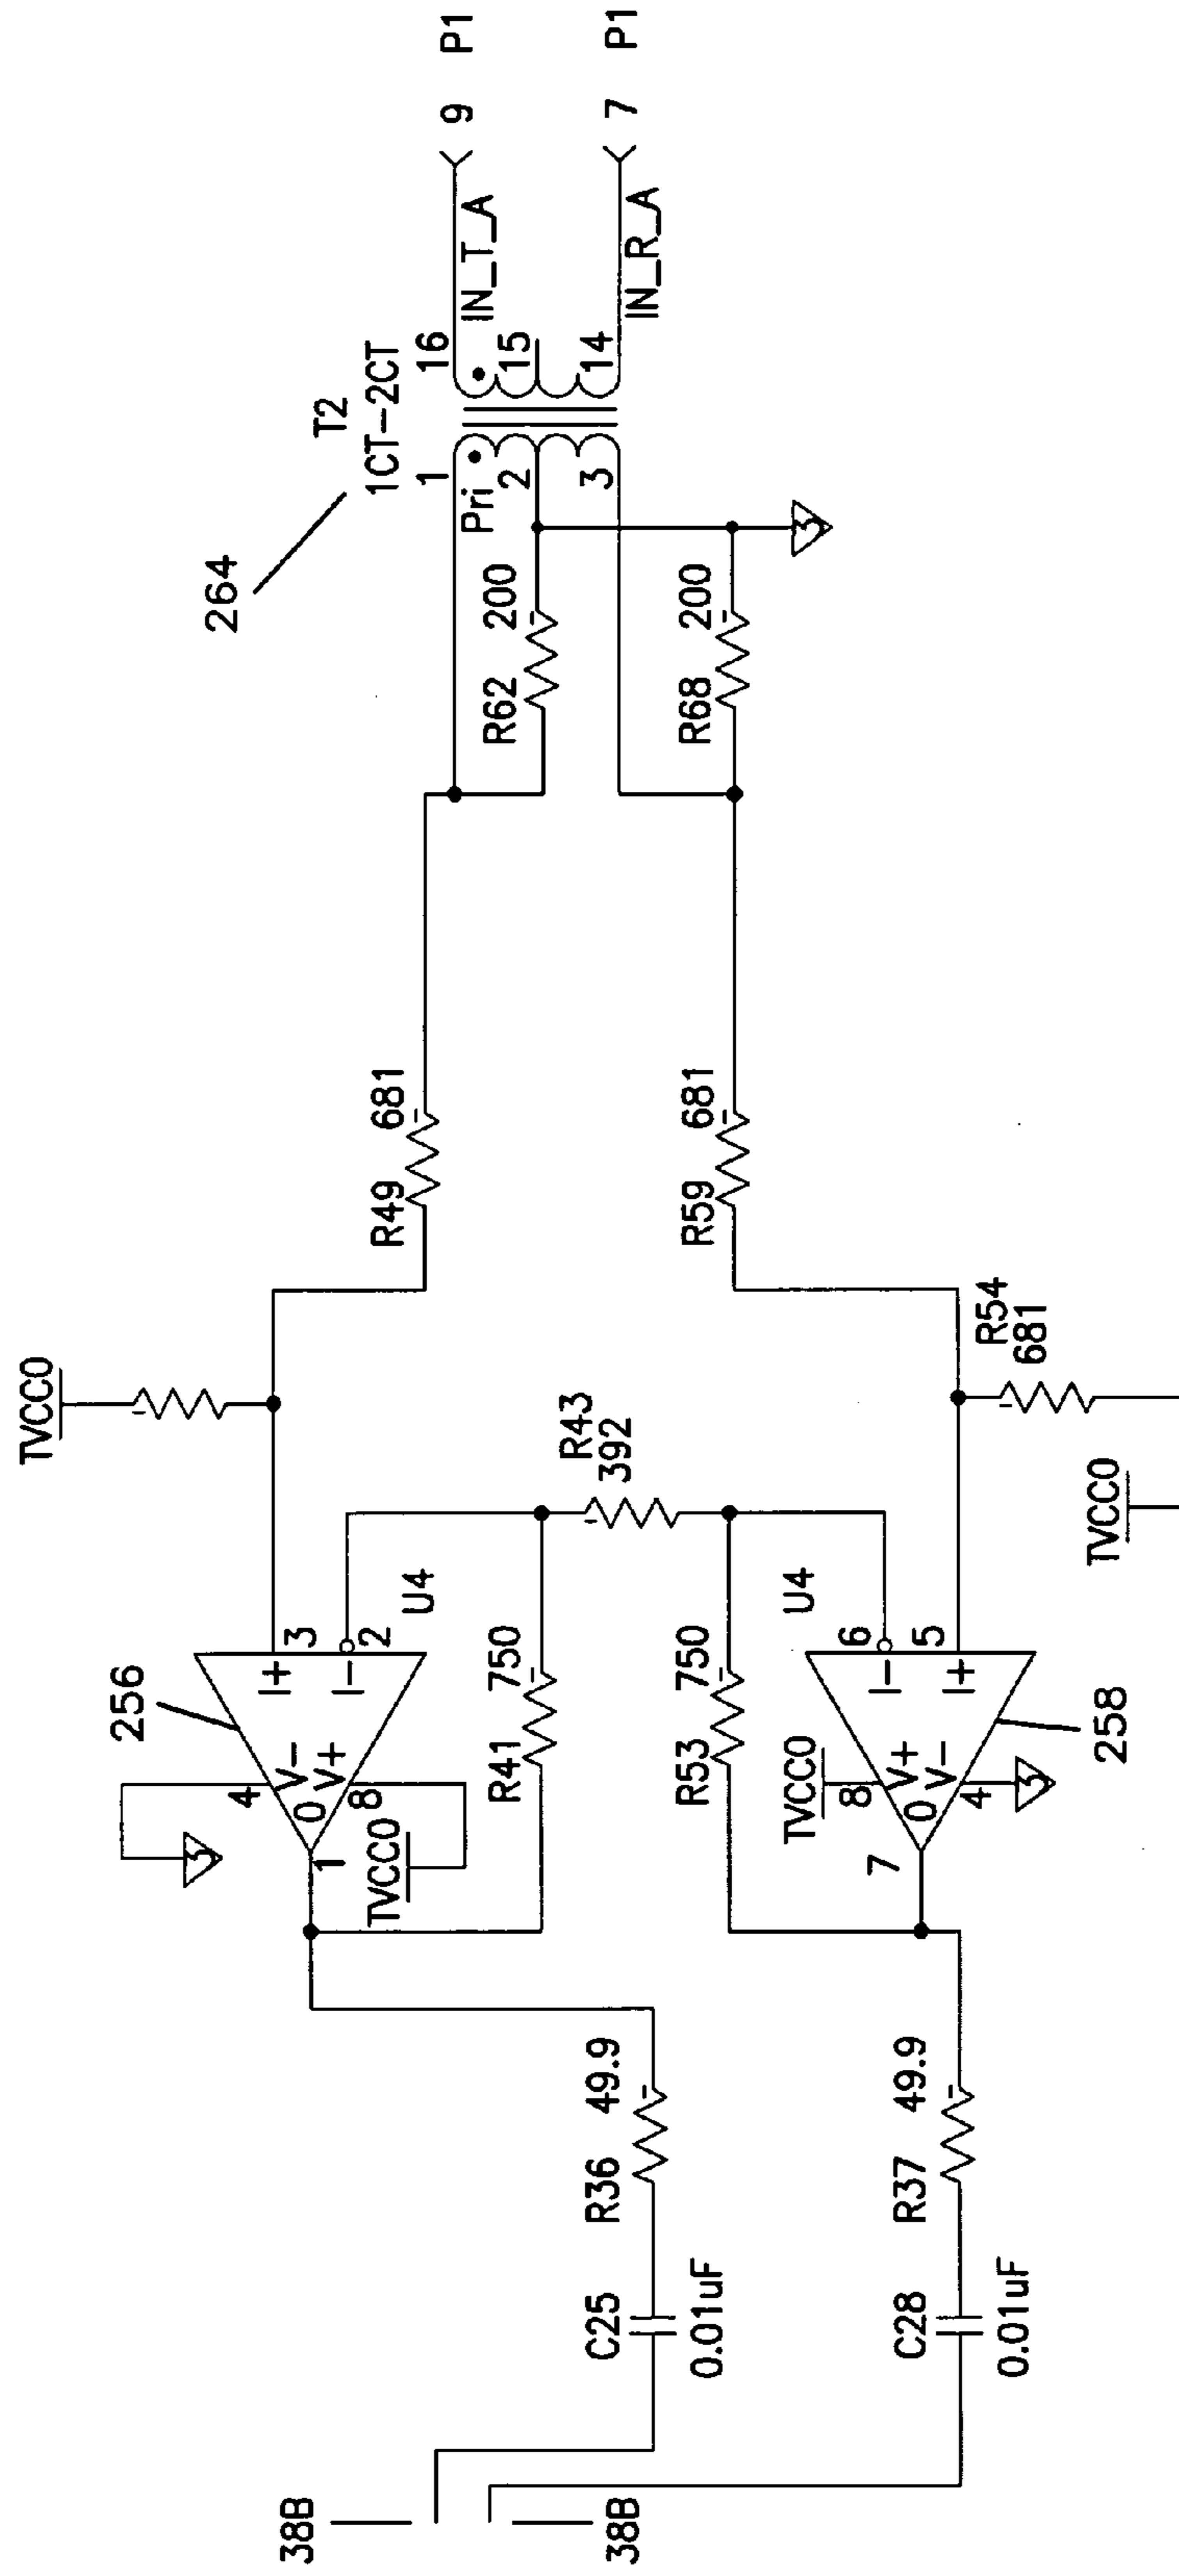 9 P1
7 P1
IN_T_A
IN_R_A
T2
1CT-2CT
16
15
14
1
2
3
Pri
264
3
R62 200
R68 200
R49 681
R59 681
TVCC0
R54
681
TVCC0
R43
392
256
I+
I-
3
2
U4
V-
V+
O
4
8
1
3
TVCC0
R41 750
R53 750
U4
6
5
I-
I+
258
TVCC0
8
V+
V-
O
4
3
7
R36 49.9
R37 49.9
C25
0.01uF
C28
0.01uF
38B
38B